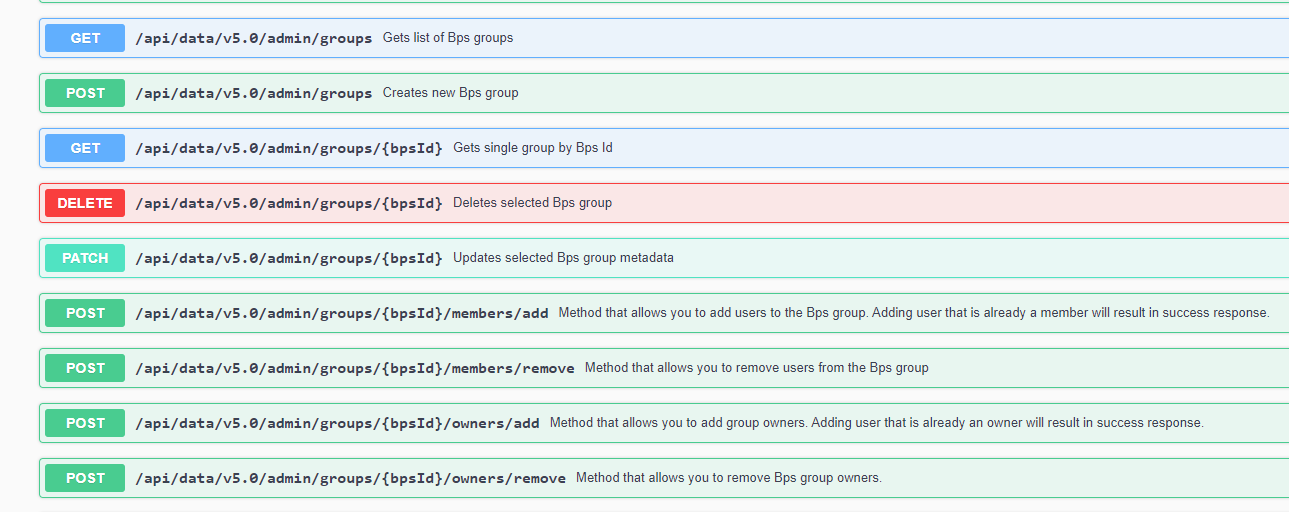 GET /api/data/v5.0/admin/groups Gets list of Bps groups
POST /api/data/v5.0/admin/groups Creates new Bps group
GET /api/data/v5.0/admin/groups/{bpsId} Gets single group by Bps Id
DELETE /api/data/v5.0/admin/groups/{bpsId} Deletes selected Bps group
PATCH /api/data/v5.0/admin/groups/{bpsId} Updates selected Bps group metadata
POST /api/data/v5.0/admin/groups/{bpsId}/members/add Method that allows you to add users to the Bps group. Adding user that is already a member will result in success response.
POST /api/data/v5.0/admin/groups/{bpsId}/members/remove Method that allows you to remove users from the Bps group
POST /api/data/v5.0/admin/groups/{bpsId}/owners/add Method that allows you to add group owners. Adding user that is already an owner will result in success response.
POST /api/data/v5.0/admin/groups/{bpsId}/owners/remove Method that allows you to remove Bps group owners.